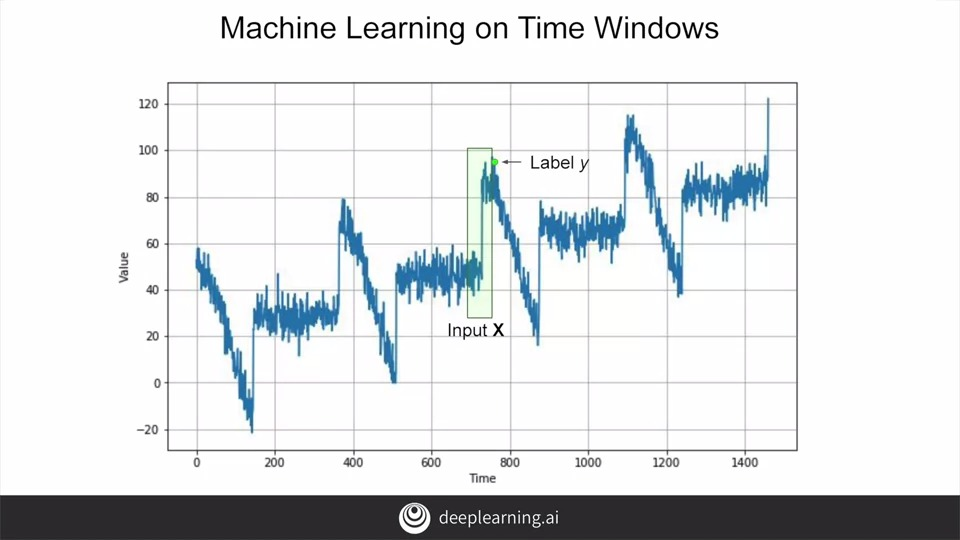 Machine Learning on Time Windows
120
100
80
60
40
20
0
−20
Value
Label y
Input X
0 200 400 600 800 1000 1200 1400
Time
deeplearning.ai